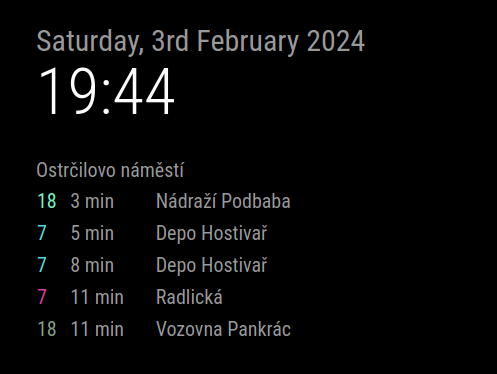 Saturday, 3rd February 2024
19:44
Ostrčilovo náměstí
18 3 min Nádraží Podbaba
7 5 min Depo Hostivař
7 8 min Depo Hostivař
7 11 min Radlická
18 11 min Vozovna Pankrác